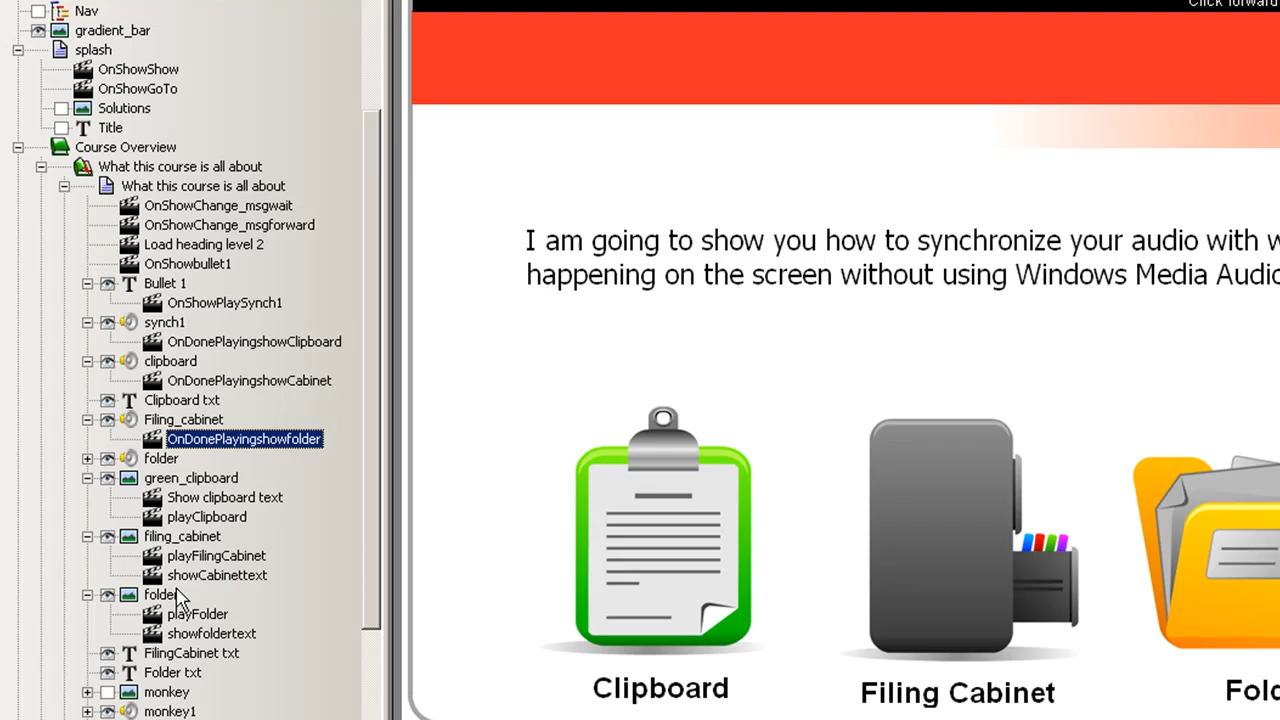 Nav
gradient_bar
splash
OnShowShow
OnShowGoTo
Solutions
Title
Course Overview
What this course is all about
What this course is all about
OnShowChange_msgwait
OnShowChange_msgforward
Load heading level 2
OnShowbullet1
Bullet 1
OnShowPlaySynch1
synch1
OnDonePlayingshowClipboard
clipboard
OnDonePlayingshowCabinet
Clipboard txt
Filing_cabinet
OnDonePlayingshowfolder
folder
green_clipboard
Show clipboard text
playClipboard
filing_cabinet
playFilingCabinet
showCabinettext
folder
playFolder
showfoldertext
FilingCabinet txt
Folder txt
monkey
monkey1
Click forward
I am going to show you how to synchronize your audio with w
happening on the screen without using Windows Media Audio
Clipboard
Filing Cabinet
Fold